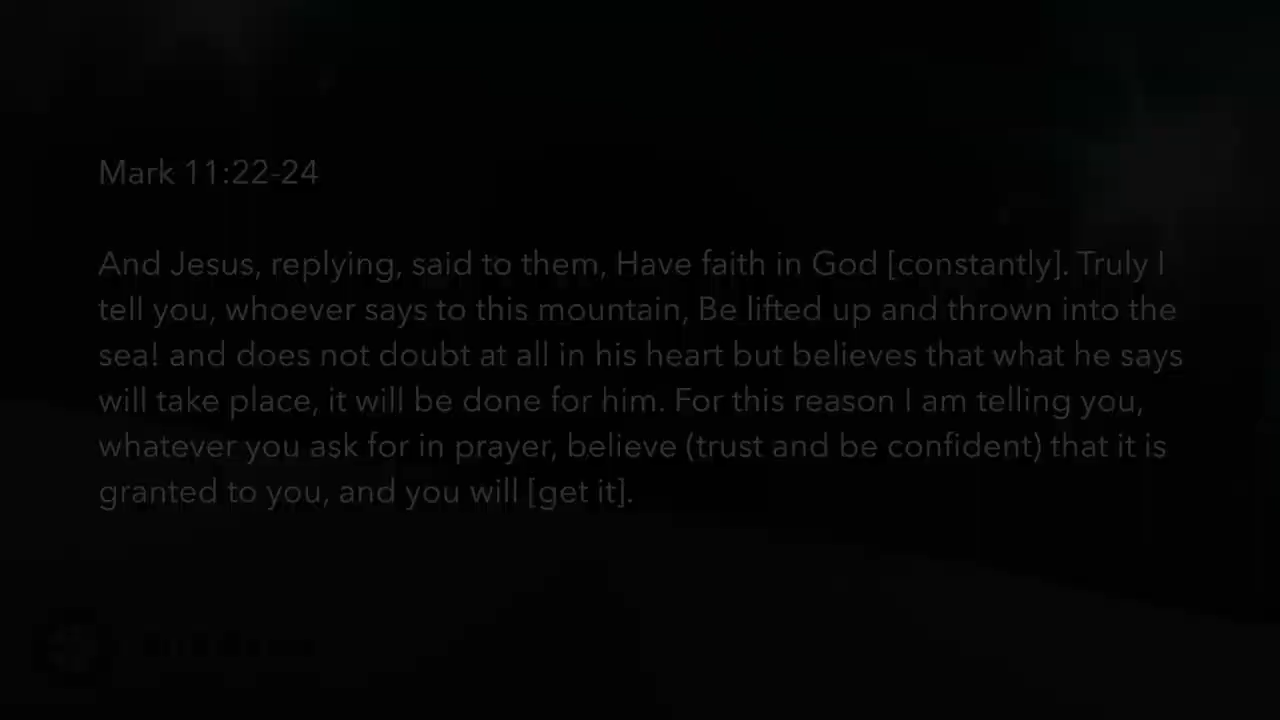 Mark 11:22-24
And Jesus, replying, said to them, Have faith in God [constantly]. Truly I
tell you, whoever says to this mountain, Be lifted up and thrown into the
sea! and does not doubt at all in his heart but believes that what he says
will take place, it will be done for him. For this reason I am telling you,
whatever you ask for in prayer, believe (trust and be confident) that it is
granted to you, and you will [get it].